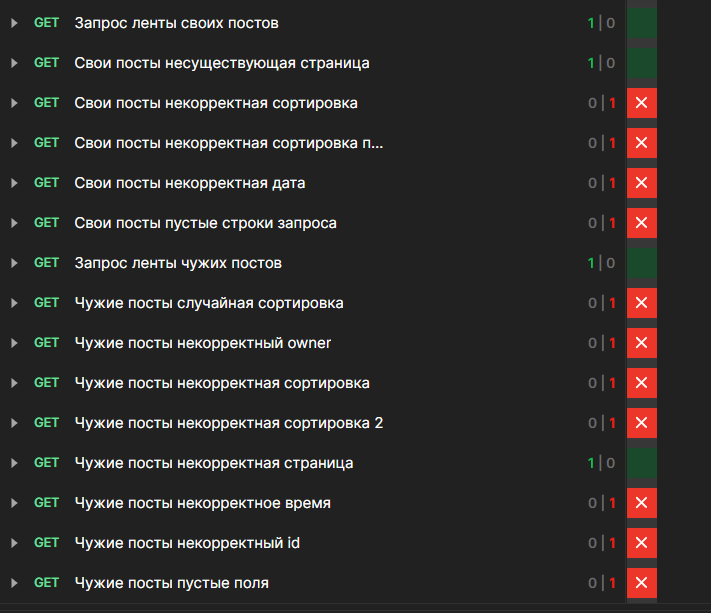 GET Запрос ленты своих постов 1 | 0
GET Свои посты несуществующая страница 1 | 0
GET Свои посты некорректная сортировка 0 | 1
GET Свои посты некорректная сортировка п... 0 | 1
GET Свои посты некорректная дата 0 | 1
GET Свои посты пустые строки запроса 0 | 1
GET Запрос ленты чужих постов 1 | 0
GET Чужие посты случайная сортировка 0 | 1
GET Чужие посты некорректный owner 0 | 1
GET Чужие посты некорректная сортировка 0 | 1
GET Чужие посты некорректная сортировка 2 0 | 1
GET Чужие посты некорректная страница 1 | 0
GET Чужие посты некорректное время 0 | 1
GET Чужие посты некорректный id 0 | 1
GET Чужие посты пустые поля 0 | 1